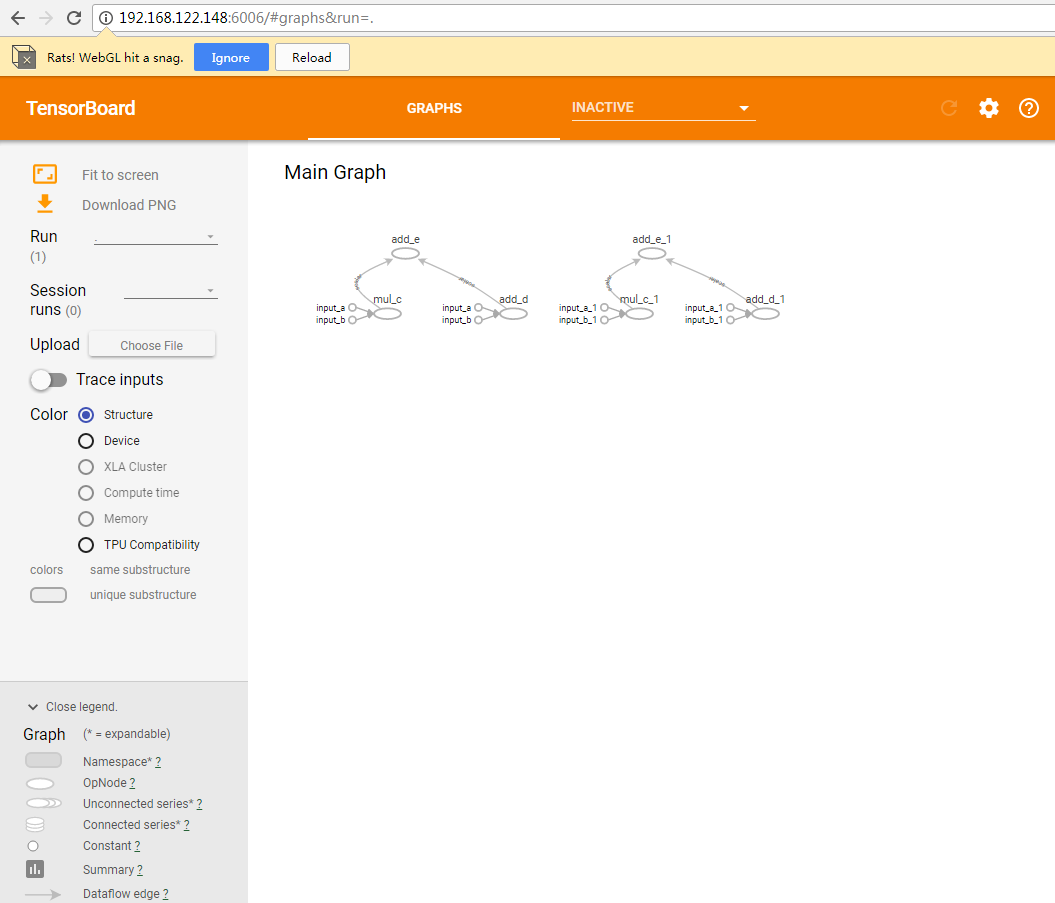 192.168.122.148:6006/#graphs&run=.
Rats! WebGL hit a snag. Ignore Reload
TensorBoard GRAPHS INACTIVE
Fit to screen
Download PNG
Run .
(1)
Session
runs (0)
Upload Choose File
Trace inputs
Color Structure
Device
XLA Cluster
Compute time
Memory
TPU Compatibility
colors same substructure
unique substructure
Close legend.
Graph (* = expandable)
Namespace* ?
OpNode ?
Unconnected series* ?
Connected series* ?
Constant ?
Summary ?
Dataflow edge ?
Main Graph
add_e
mul_c
input_a
input_b
add_d
input_a
input_b
add_e_1
mul_c_1
input_a_1
input_b_1
add_d_1
input_a_1
input_b_1